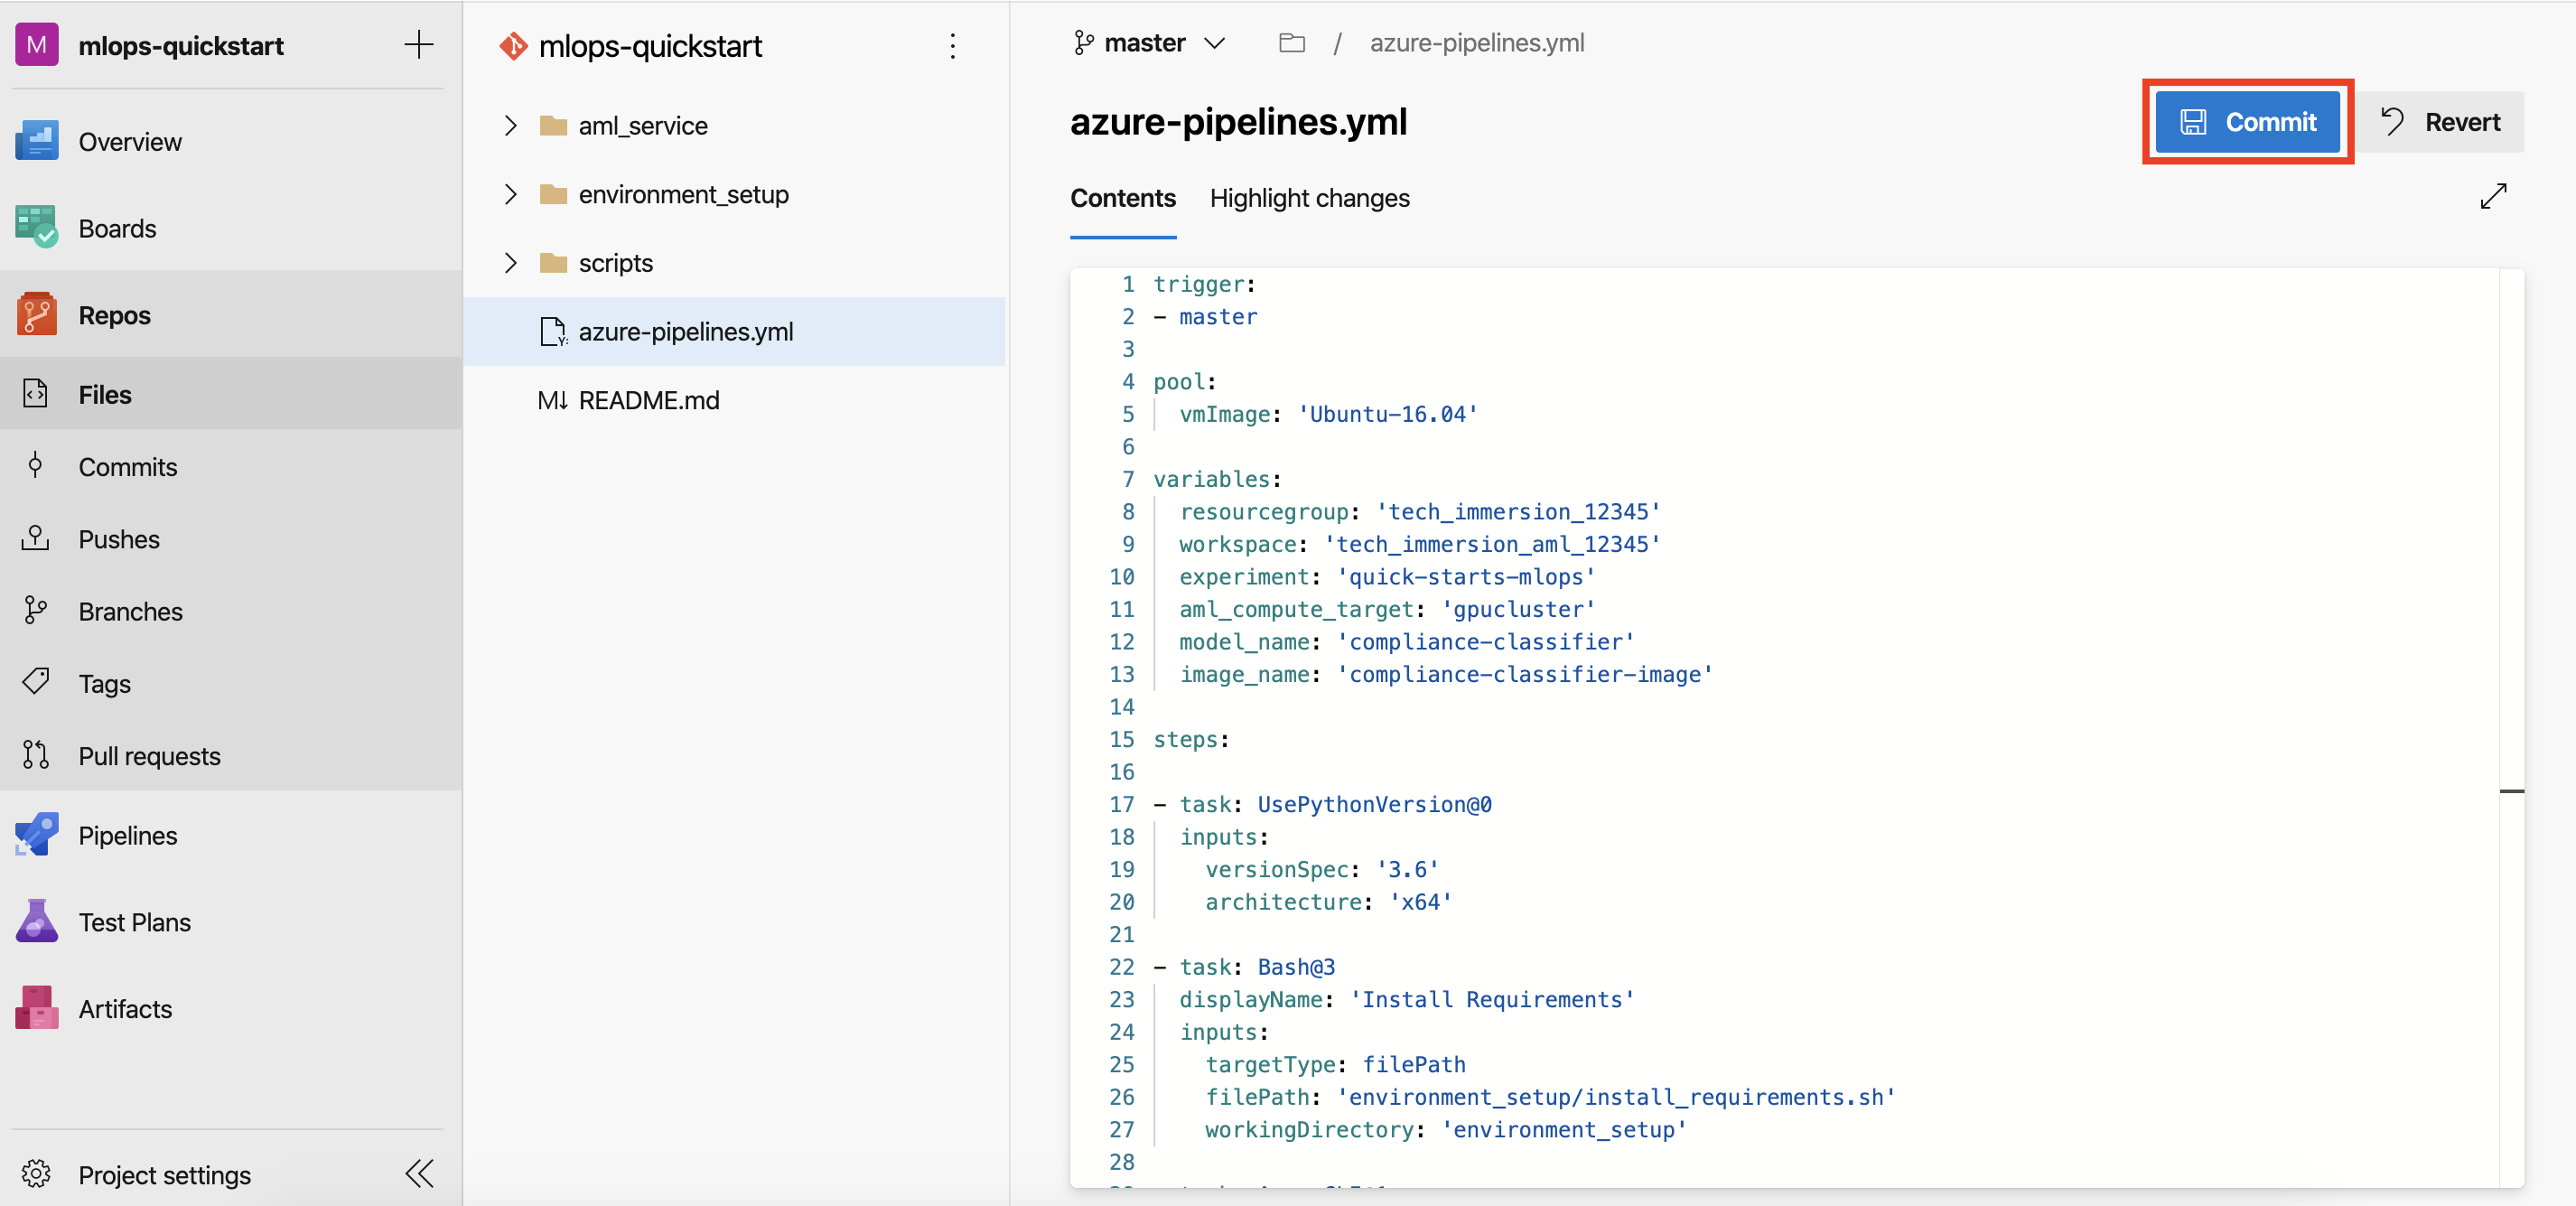 M mlops-quickstart
Overview
Boards
Repos
Files
Commits
Pushes
Branches
Tags
Pull requests
Pipelines
Test Plans
Artifacts
Project settings
mlops-quickstart
aml_service
environment_setup
scripts
azure-pipelines.yml
M↓ README.md
master / azure-pipelines.yml
azure-pipelines.yml
Commit Revert
Contents Highlight changes
1 trigger:
2 - master
3
4 pool:
5 vmImage: 'Ubuntu-16.04'
6
7 variables:
8 resourcegroup: 'tech_immersion_12345'
9 workspace: 'tech_immersion_aml_12345'
10 experiment: 'quick-starts-mlops'
11 aml_compute_target: 'gpucluster'
12 model_name: 'compliance-classifier'
13 image_name: 'compliance-classifier-image'
14
15 steps:
16
17 - task: UsePythonVersion@0
18 inputs:
19 versionSpec: '3.6'
20 architecture: 'x64'
21
22 - task: Bash@3
23 displayName: 'Install Requirements'
24 inputs:
25 targetType: filePath
26 filePath: 'environment_setup/install_requirements.sh'
27 workingDirectory: 'environment_setup'
28